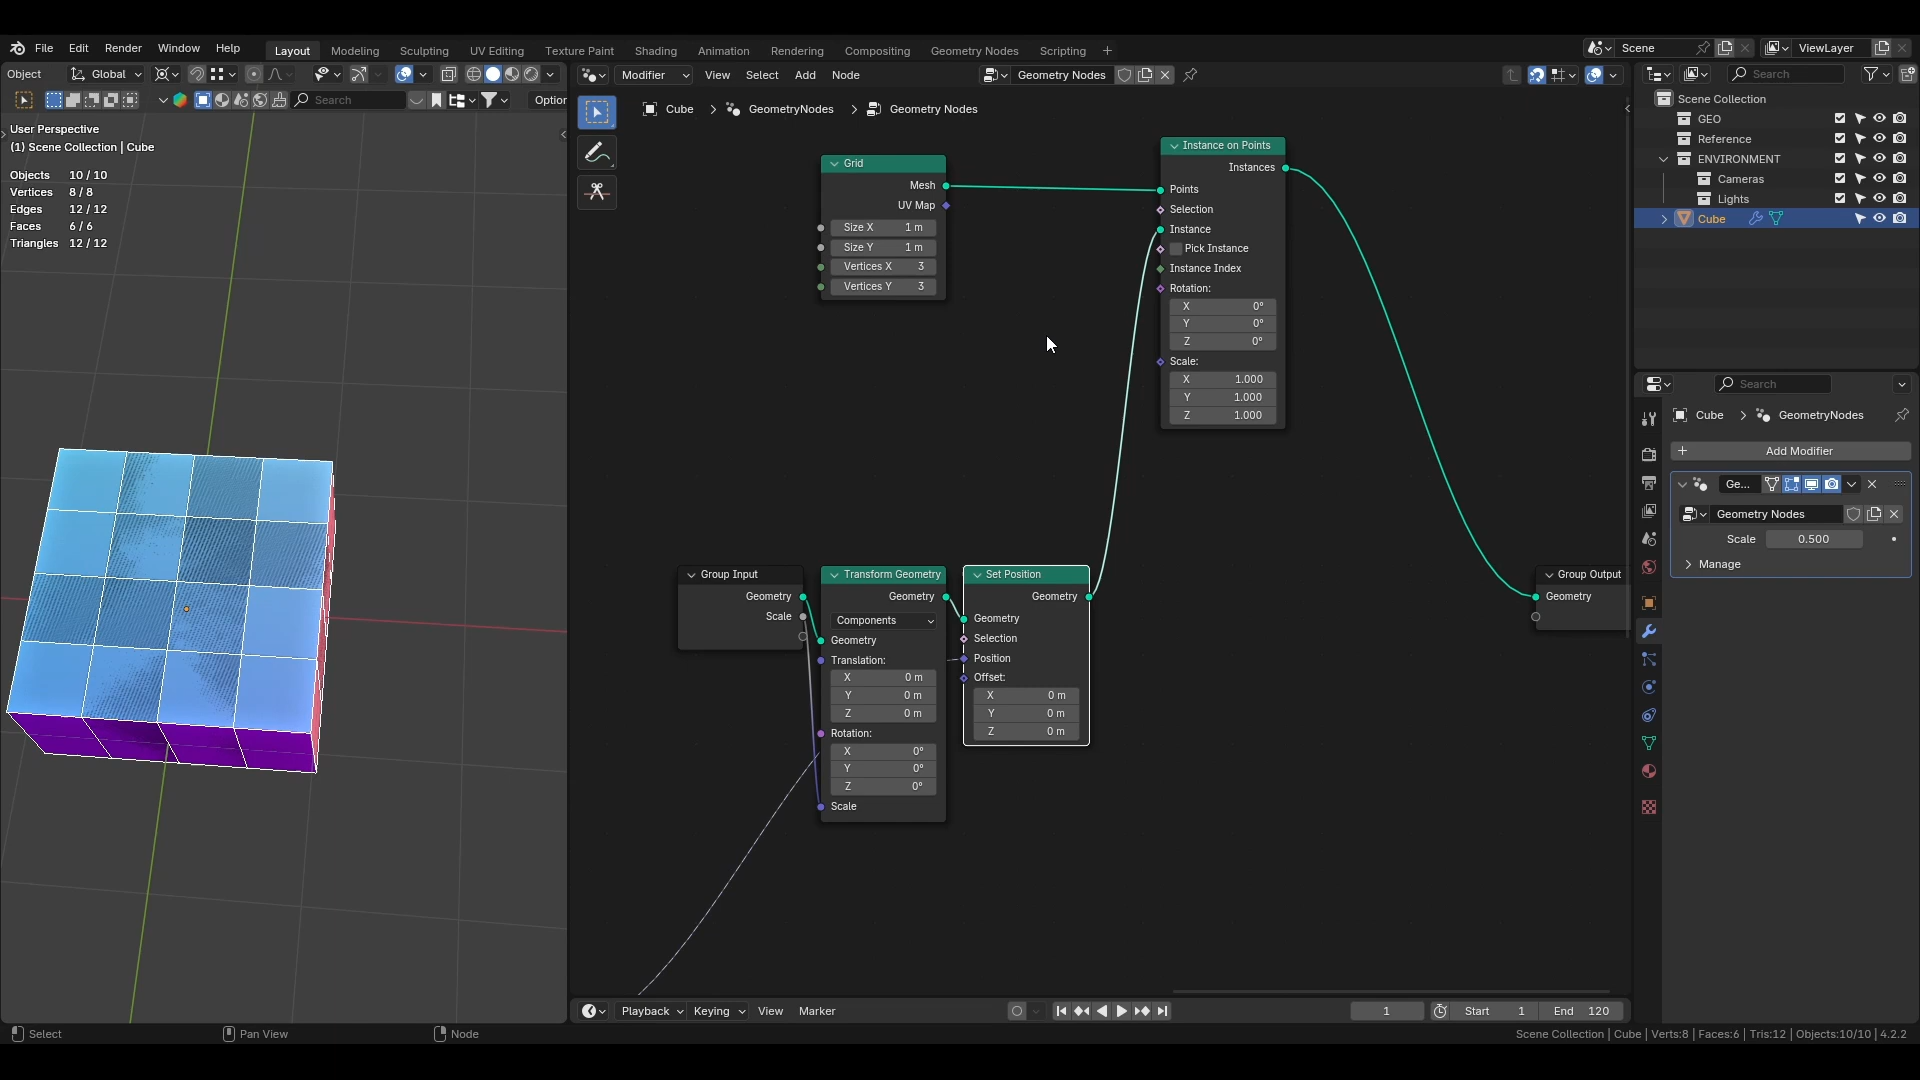 File Edit Render Window Help
Layout Modeling Sculpting UV Editing Texture Paint Shading Animation Rendering Compositing Geometry Nodes Scripting +
Scene
ViewLayer
Object
Global
Modifier
View Select Add Node
Geometry Nodes
Search
Search
Option
Cube > GeometryNodes > Geometry Nodes
User Perspective
(1) Scene Collection | Cube
Objects 10 / 10
Vertices 8 / 8
Edges 12 / 12
Faces 6 / 6
Triangles 12 / 12
Grid
Mesh
UV Map
Size X 1 m
Size Y 1 m
Vertices X 3
Vertices Y 3
Instance on Points
Instances
Points
Selection
Instance
Pick Instance
Instance Index
Rotation:
X 0°
Y 0°
Z 0°
Scale:
X 1.000
Y 1.000
Z 1.000
Group Input
Geometry
Scale
Transform Geometry
Geometry
Components
Geometry
Translation:
X 0 m
Y 0 m
Z 0 m
Rotation:
X 0°
Y 0°
Z 0°
Scale
Set Position
Geometry
Geometry
Selection
Position
Offset:
X 0 m
Y 0 m
Z 0 m
Group Output
Geometry
Scene Collection
GEO
Reference
ENVIRONMENT
Cameras
Lights
Cube
Search
Cube > GeometryNodes
+ Add Modifier
Ge...
Geometry Nodes
Scale 0.500
Manage
Playback Keying View Marker
1
Start 1
End 120
Select
Pan View
Node
Scene Collection | Cube | Verts:8 | Faces:6 | Tris:12 | Objects:10/10 | 4.2.2